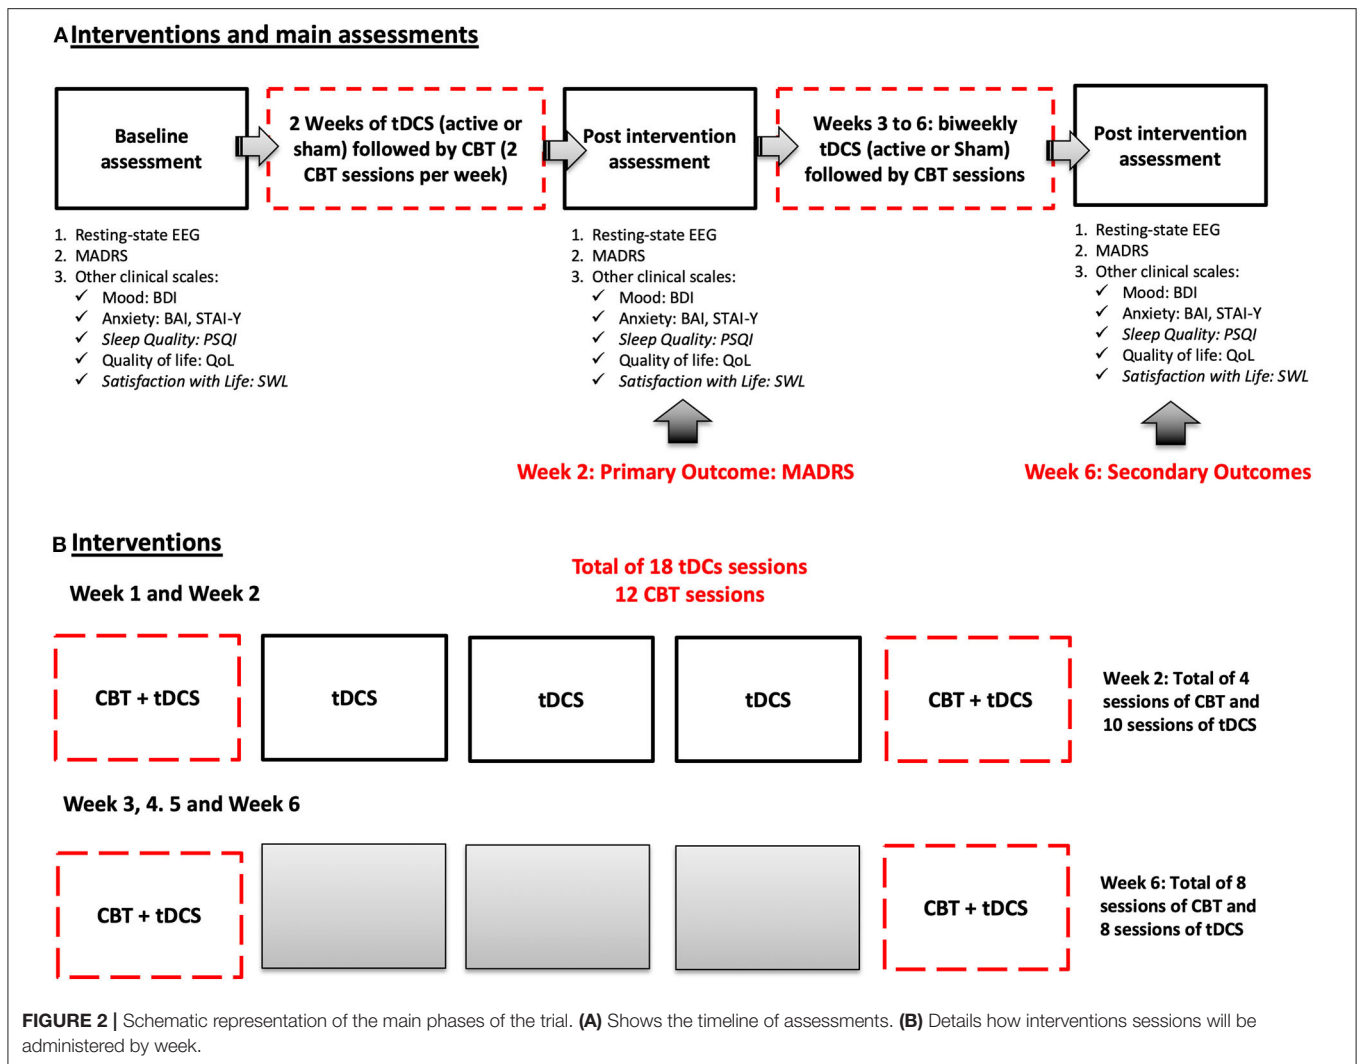 A Interventions and main assessments
Baseline
assessment
2 Weeks of tDCS (active or
sham) followed by CBT (2
CBT sessions per week)
Post intervention
assessment
Weeks 3 to 6: biweekly
tDCS (active or Sham)
followed by CBT sessions
Post intervention
assessment
1. Resting-state EEG
2. MADRS
3. Other clinical scales:
✓ Mood: BDI
✓ Anxiety: BAI, STAI-Y
✓ Sleep Quality: PSQI
✓ Quality of life: QoL
✓ Satisfaction with Life: SWL
1. Resting-state EEG
2. MADRS
3. Other clinical scales:
✓ Mood: BDI
✓ Anxiety: BAI, STAI-Y
✓ Sleep Quality: PSQI
✓ Quality of life: QoL
✓ Satisfaction with Life: SWL
1. Resting-state EEG
2. MADRS
3. Other clinical scales:
✓ Mood: BDI
✓ Anxiety: BAI, STAI-Y
✓ Sleep Quality: PSQI
✓ Quality of life: QoL
✓ Satisfaction with Life: SWL
Week 2: Primary Outcome: MADRS
Week 6: Secondary Outcomes
B Interventions
Total of 18 tDCs sessions
12 CBT sessions
Week 1 and Week 2
CBT + tDCS
tDCS
tDCS
tDCS
CBT + tDCS
Week 2: Total of 4
sessions of CBT and
10 sessions of tDCS
Week 3, 4. 5 and Week 6
CBT + tDCS
CBT + tDCS
Week 6: Total of 8
sessions of CBT and
8 sessions of tDCS
FIGURE 2 | Schematic representation of the main phases of the trial. (A) Shows the timeline of assessments. (B) Details how interventions sessions will be
administered by week.